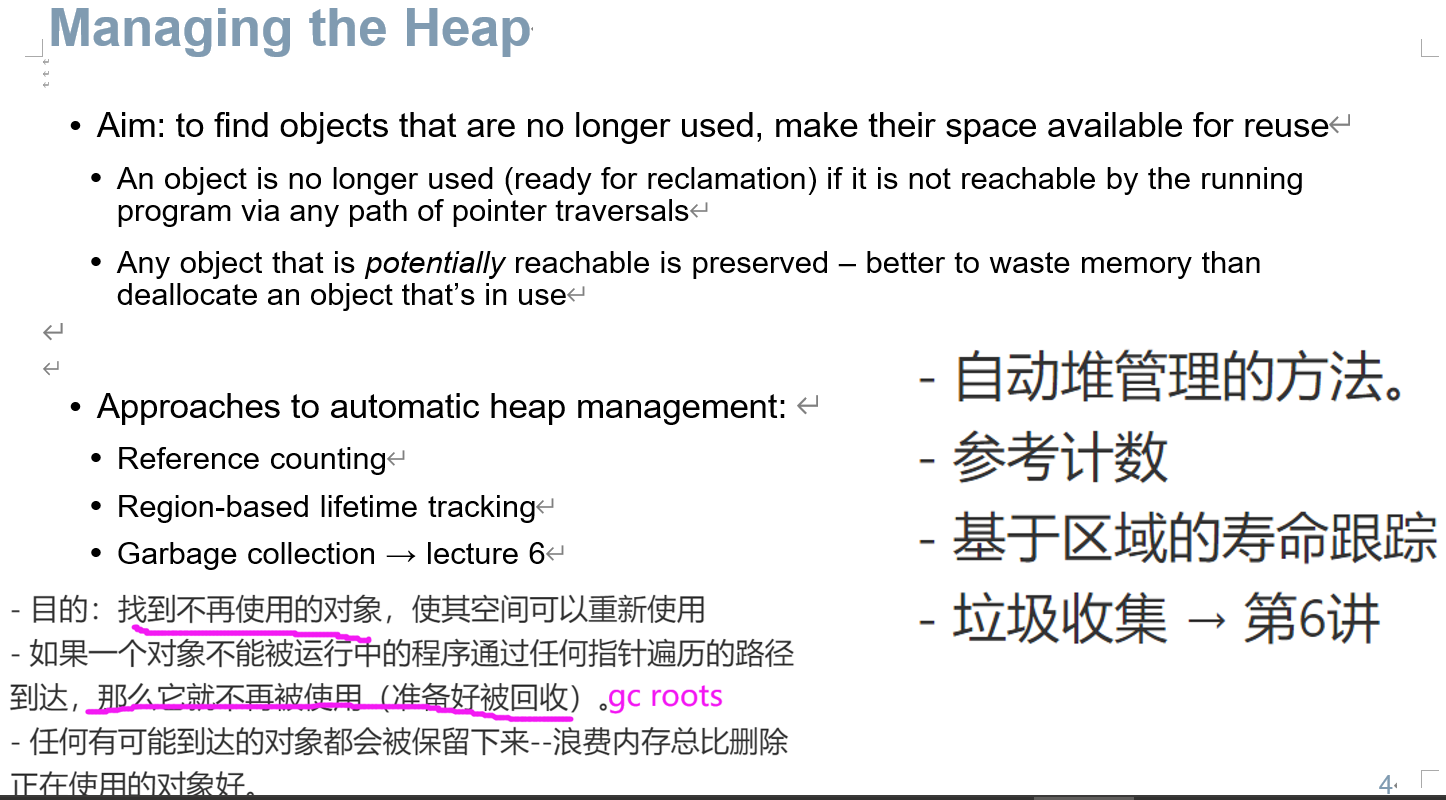 Managing the Heap
• Aim: to find objects that are no longer used, make their space available for reuse
• An object is no longer used (ready for reclamation) if it is not reachable by the running
program via any path of pointer traversals
• Any object that is potentially reachable is preserved – better to waste memory than
deallocate an object that’s in use
• Approaches to automatic heap management:
• Reference counting
• Region-based lifetime tracking
• Garbage collection → lecture 6
- 自动堆管理的方法。
- 参考计数
- 基于区域的寿命跟踪
- 垃圾收集 → 第6讲
- 目的：找到不再使用的对象，使其空间可以重新使用
- 如果一个对象不能被运行中的程序通过任何指针遍历的路径
到达，那么它就不再被使用（准备好被回收）。gc roots
- 任何有可能到达的对象都会被保留下来--浪费内存总比删除
正在使用的对象好。
4